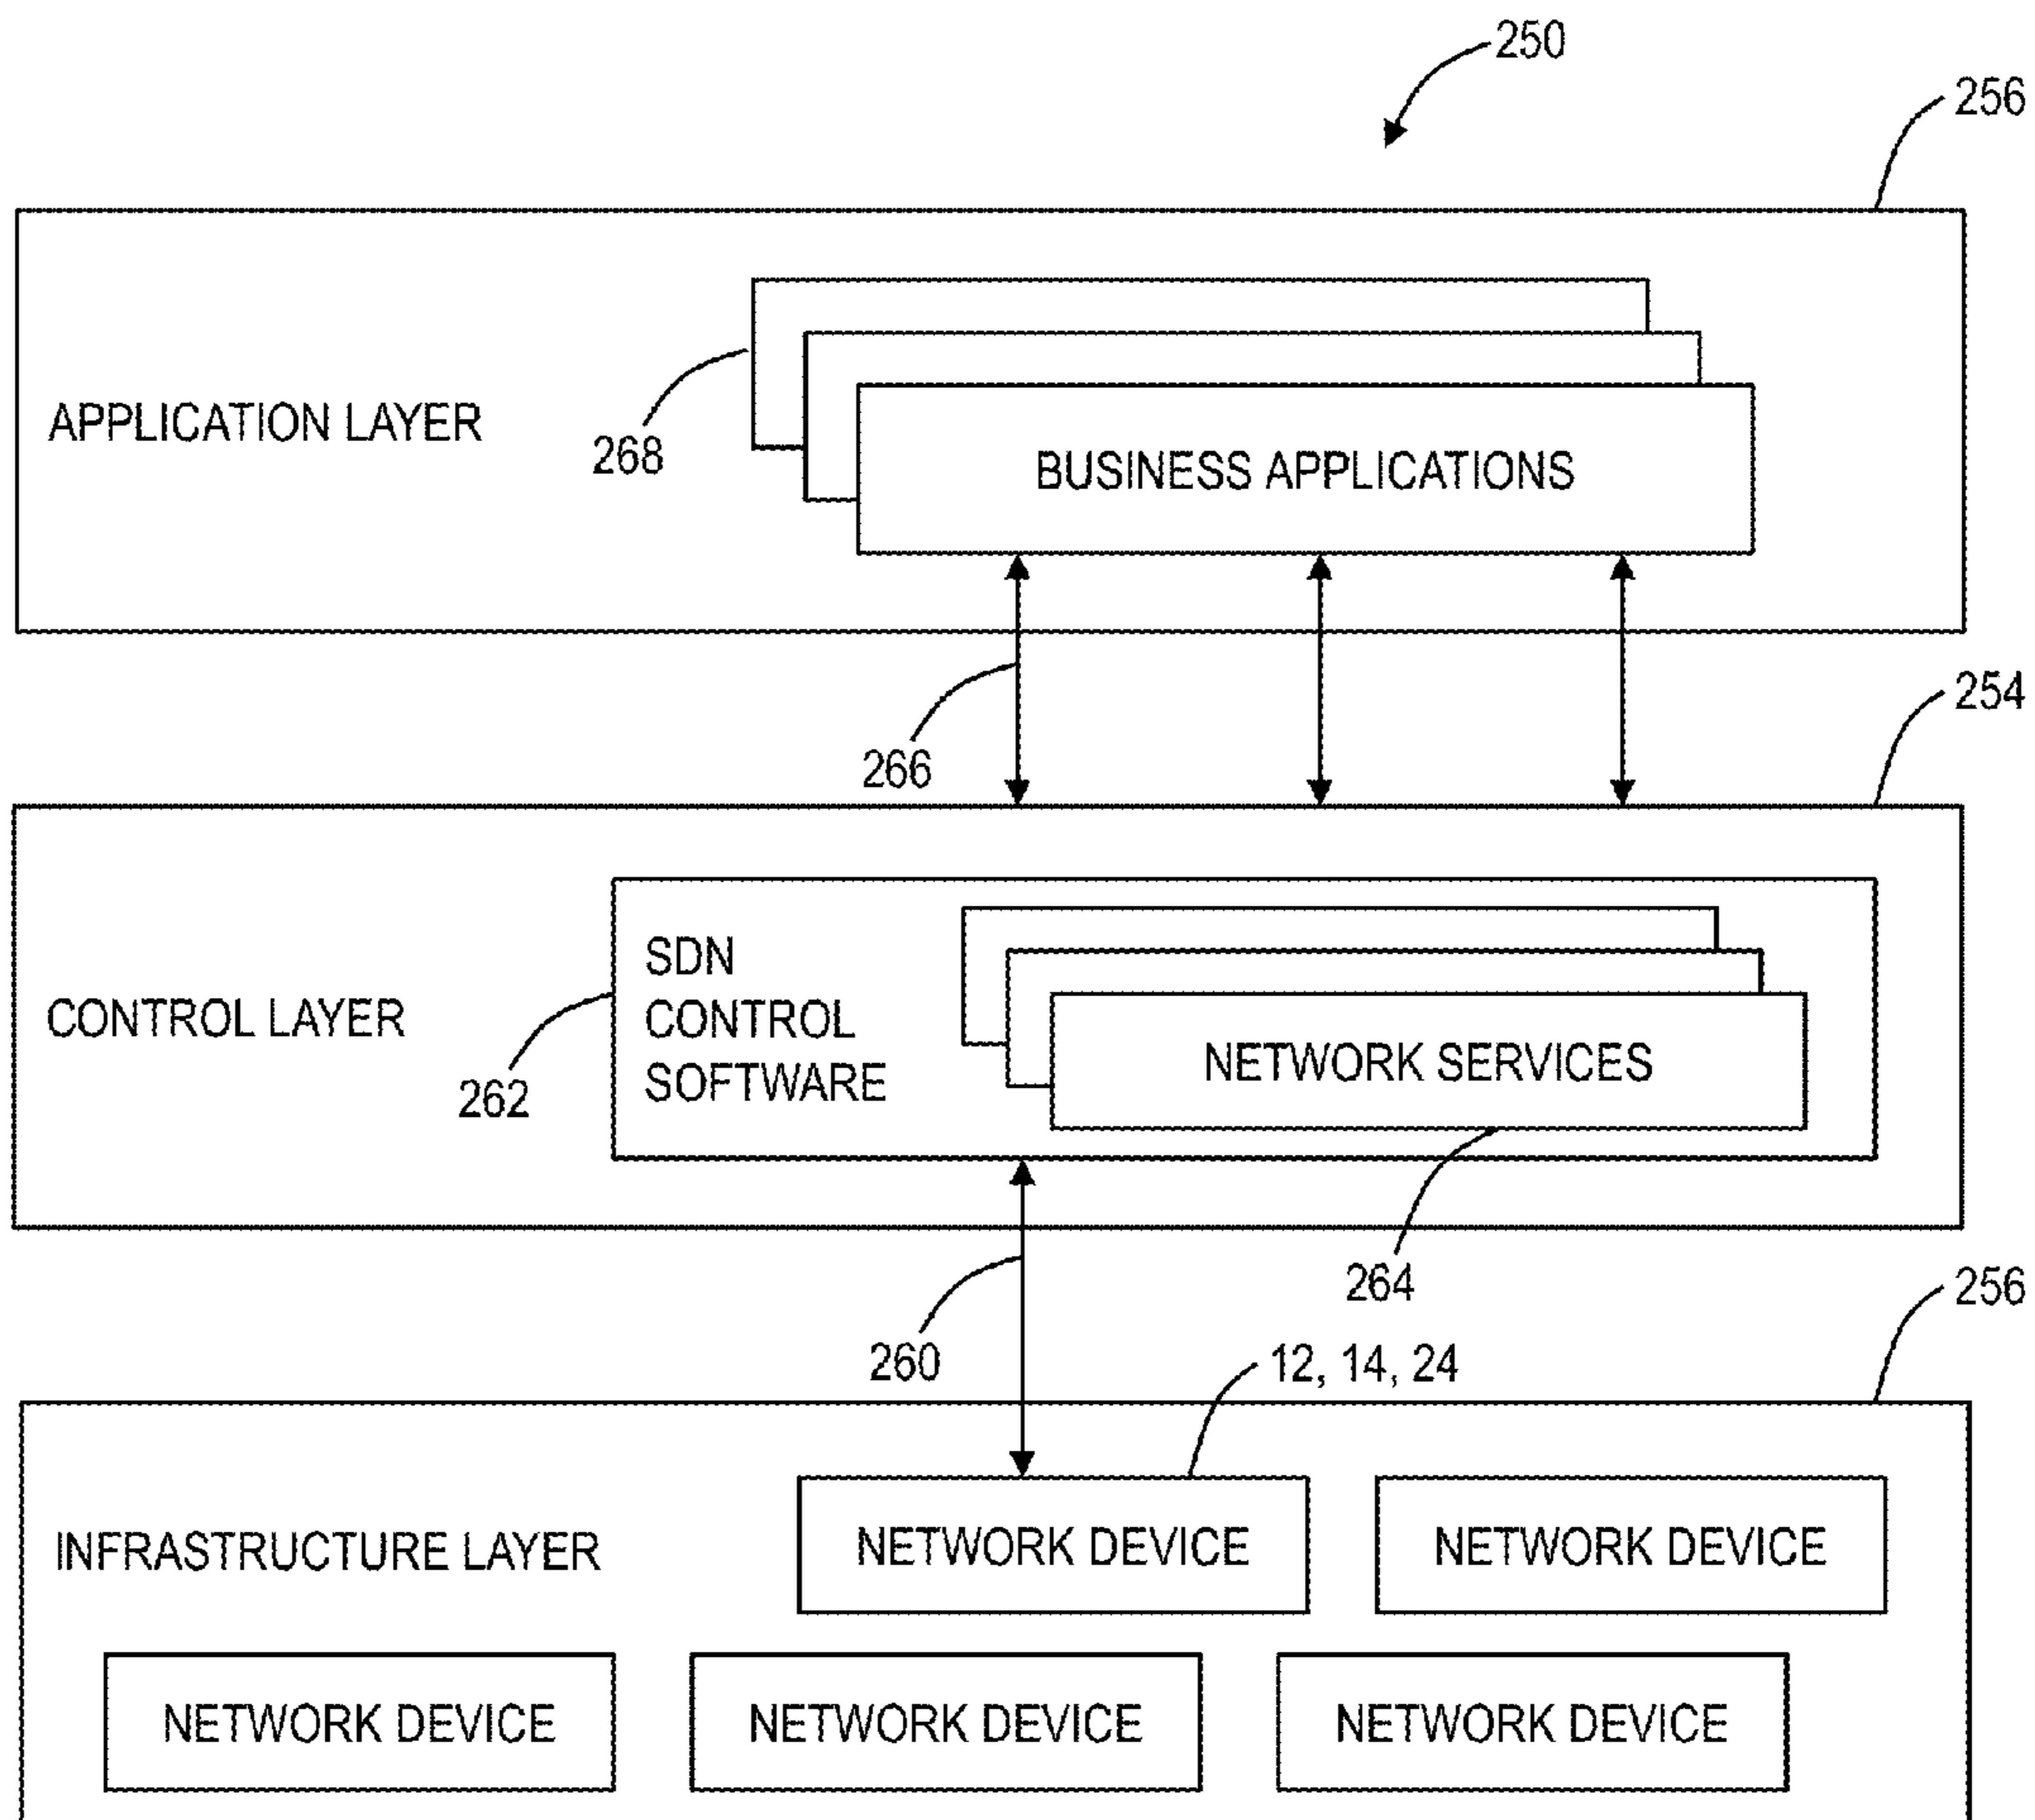 250
256
APPLICATION LAYER
268
BUSINESS APPLICATIONS
266
254
CONTROL LAYER
262
SDN
CONTROL
SOFTWARE
NETWORK SERVICES
264
260
256
12, 14, 24
INFRASTRUCTURE LAYER
NETWORK DEVICE
NETWORK DEVICE
NETWORK DEVICE
NETWORK DEVICE
NETWORK DEVICE